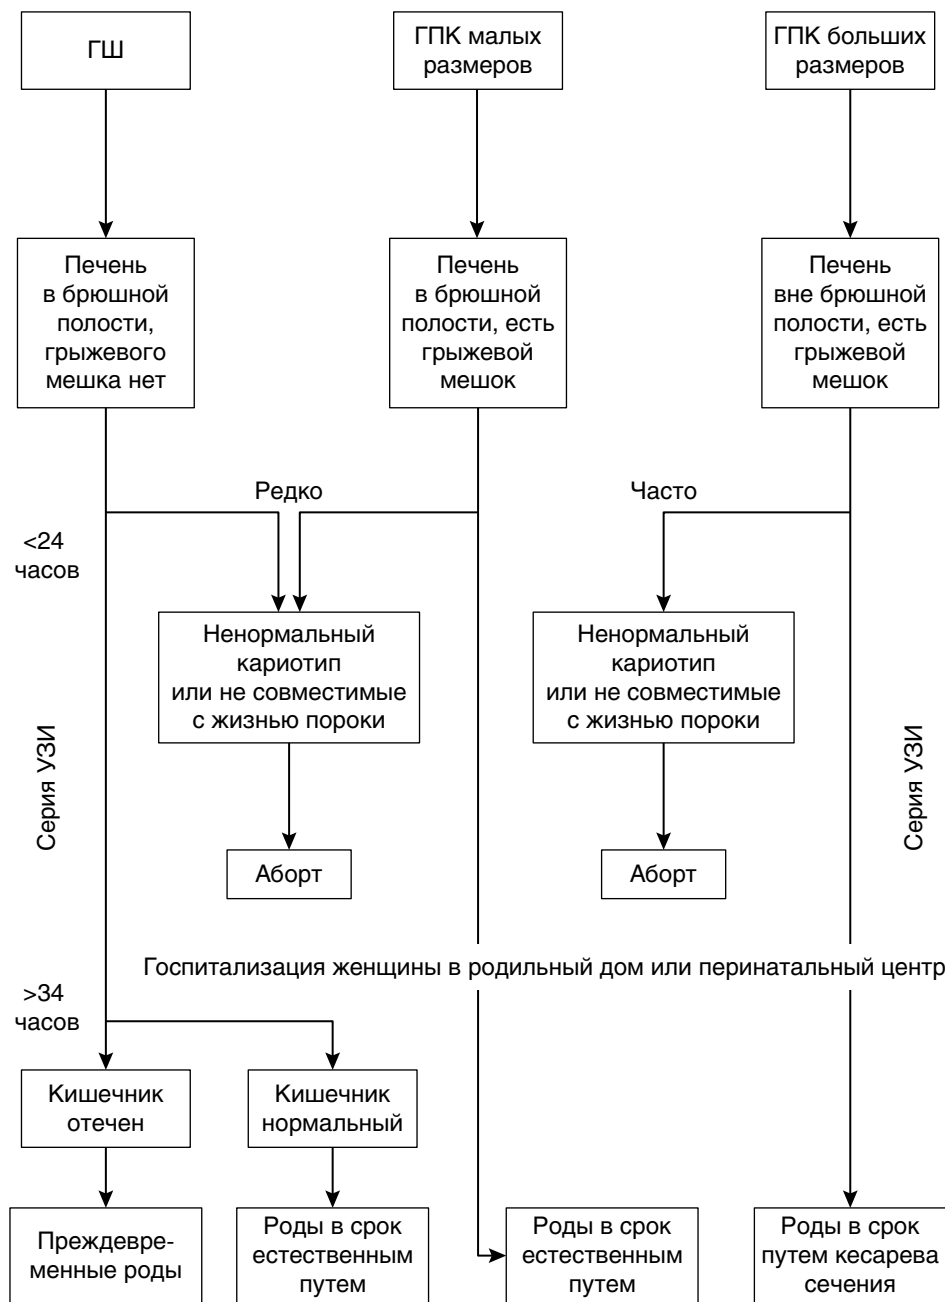 ГШ
ГПК малых
размеров
ГПК больших
размеров
Печень
в брюшной
полости,
грыжевого
мешка нет
Печень
в брюшной
полости, есть
грыжевой
мешок
Печень
вне брюшной
полости, есть
грыжевой
мешок
Редко
Часто
<24
часов
Ненормальный
кариотип
или не совместимые
с жизнью пороки
Ненормальный
кариотип
или не совместимые
с жизнью пороки
Серия УЗИ
Серия УЗИ
Аборт
Аборт
Госпитализация женщины в родильный дом или перинатальный центр
>34
часов
Кишечник
отечен
Кишечник
нормальный
Преждевре-
менные роды
Роды в срок
естественным
путем
Роды в срок
естественным
путем
Роды в срок
путем кесарева
сечения